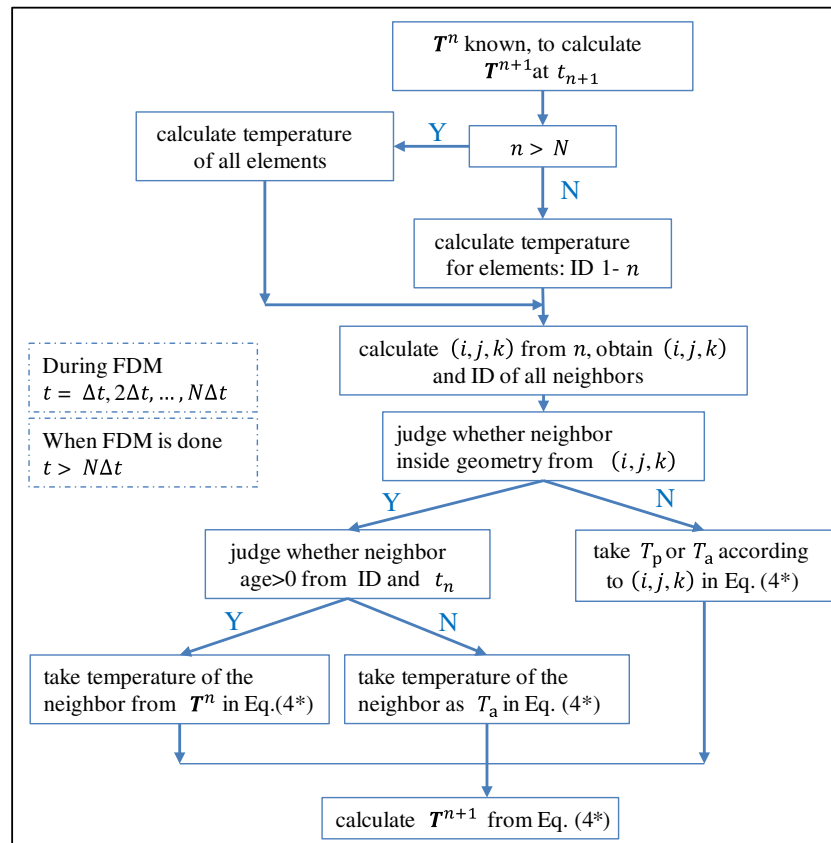 𝑻ⁿ known, to calculate
𝑻ⁿ⁺¹ at tₙ₊₁
Y
calculate temperature
of all elements
n > N
N
calculate temperature
for elements: ID 1- n
calculate (i, j, k) from n, obtain (i, j, k)
and ID of all neighbors
During FDM
t = Δt, 2Δt, ..., NΔt
When FDM is done
t > NΔt
judge whether neighbor
inside geometry from (i, j, k)
Y
N
judge whether neighbor
age>0 from ID and tₙ
take Tₚ or Tₐ according
to (i, j, k) in Eq. (4*)
Y
N
take temperature of the
neighbor from 𝑻ⁿ in Eq.(4*)
take temperature of the
neighbor as Tₐ in Eq. (4*)
calculate 𝑻ⁿ⁺¹ from Eq. (4*)